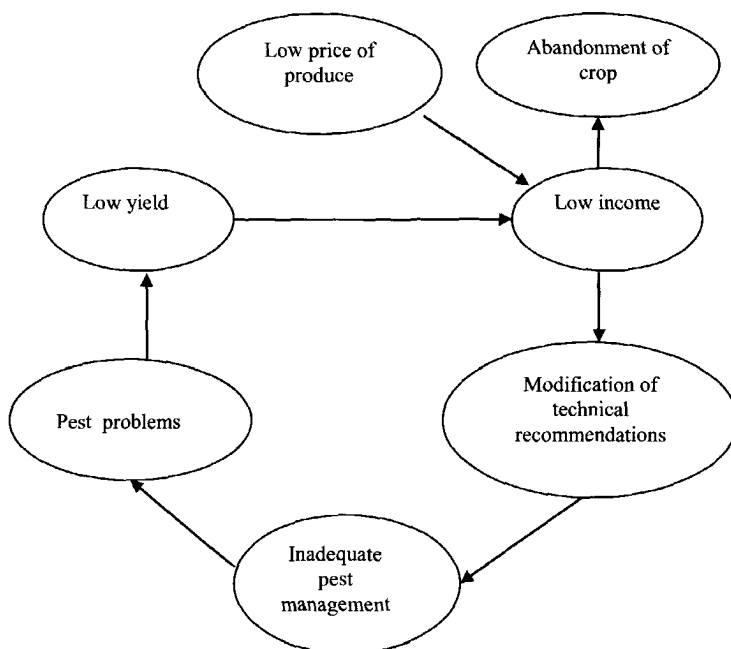 Low price of
produce
Abandonment of
crop
Low yield
Low income
Pest problems
Modification of
technical
recommendations
Inadequate
pest
management